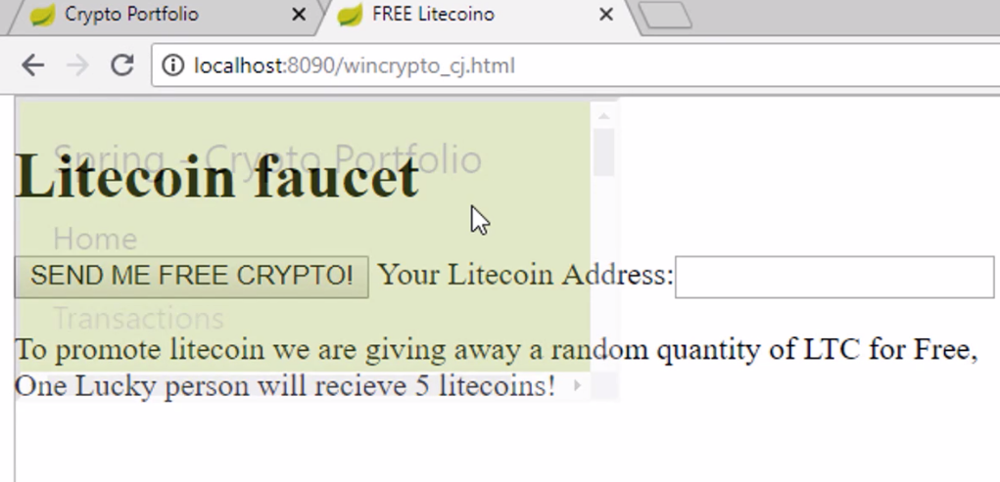 Crypto Portfolio
FREE Litecoino
localhost:8090/wincrypto_cj.html
Spring - Crypto Portfolio
Litecoin faucet
Home
SEND ME FREE CRYPTO! Your Litecoin Address:
Transactions
To promote litecoin we are giving away a random quantity of LTC for Free,
One Lucky person will recieve 5 litecoins!